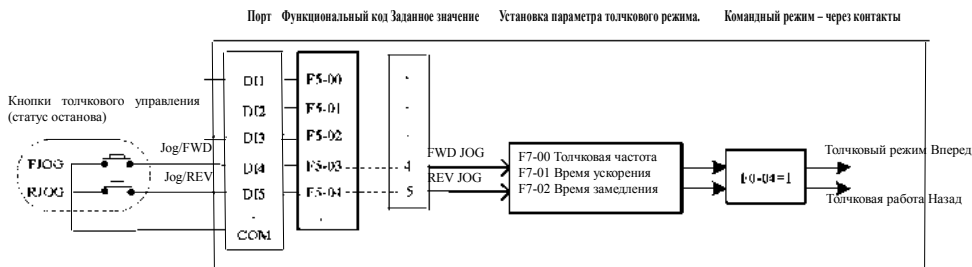 Порт Функциональный код Заданное значение Установка параметра толчкового режима. Командный режим – через контакты
DI1 F5-00
Кнопки толчкового управления
(статус останова)
DI2 F5-01
DI3 F5-02
Jog/FWD
FJOG DI4 F5-03 4 FWD JOG
Jog/REV
RJOG DI5 F5-04 5 REV JOG
COM1
F7-00 Толчковая частота
F7-01 Время ускорения
F7-02 Время замедления
F0-04=1
Толчковый режим Вперед
Толчковая работа Назад